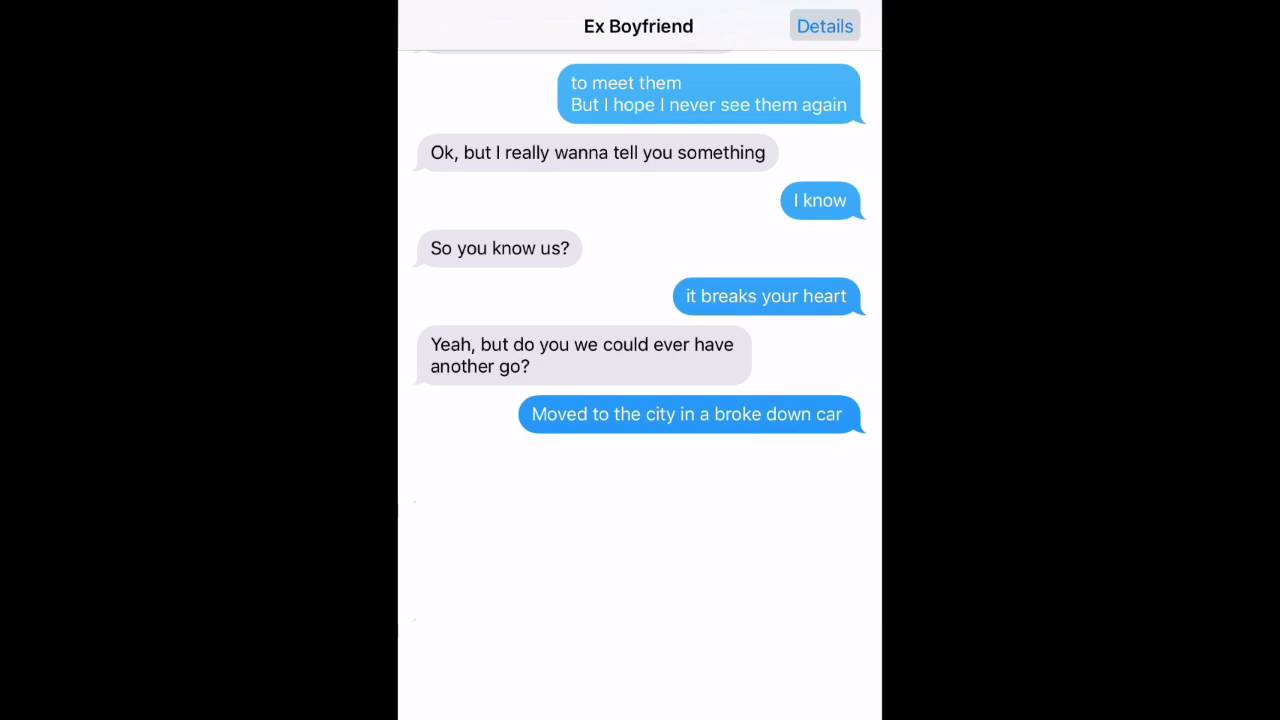 Ex Boyfriend
Details
to meet them
But I hope I never see them again
Ok, but I really wanna tell you something
I know
So you know us?
it breaks your heart
Yeah, but do you we could ever have
another go?
Moved to the city in a broke down car